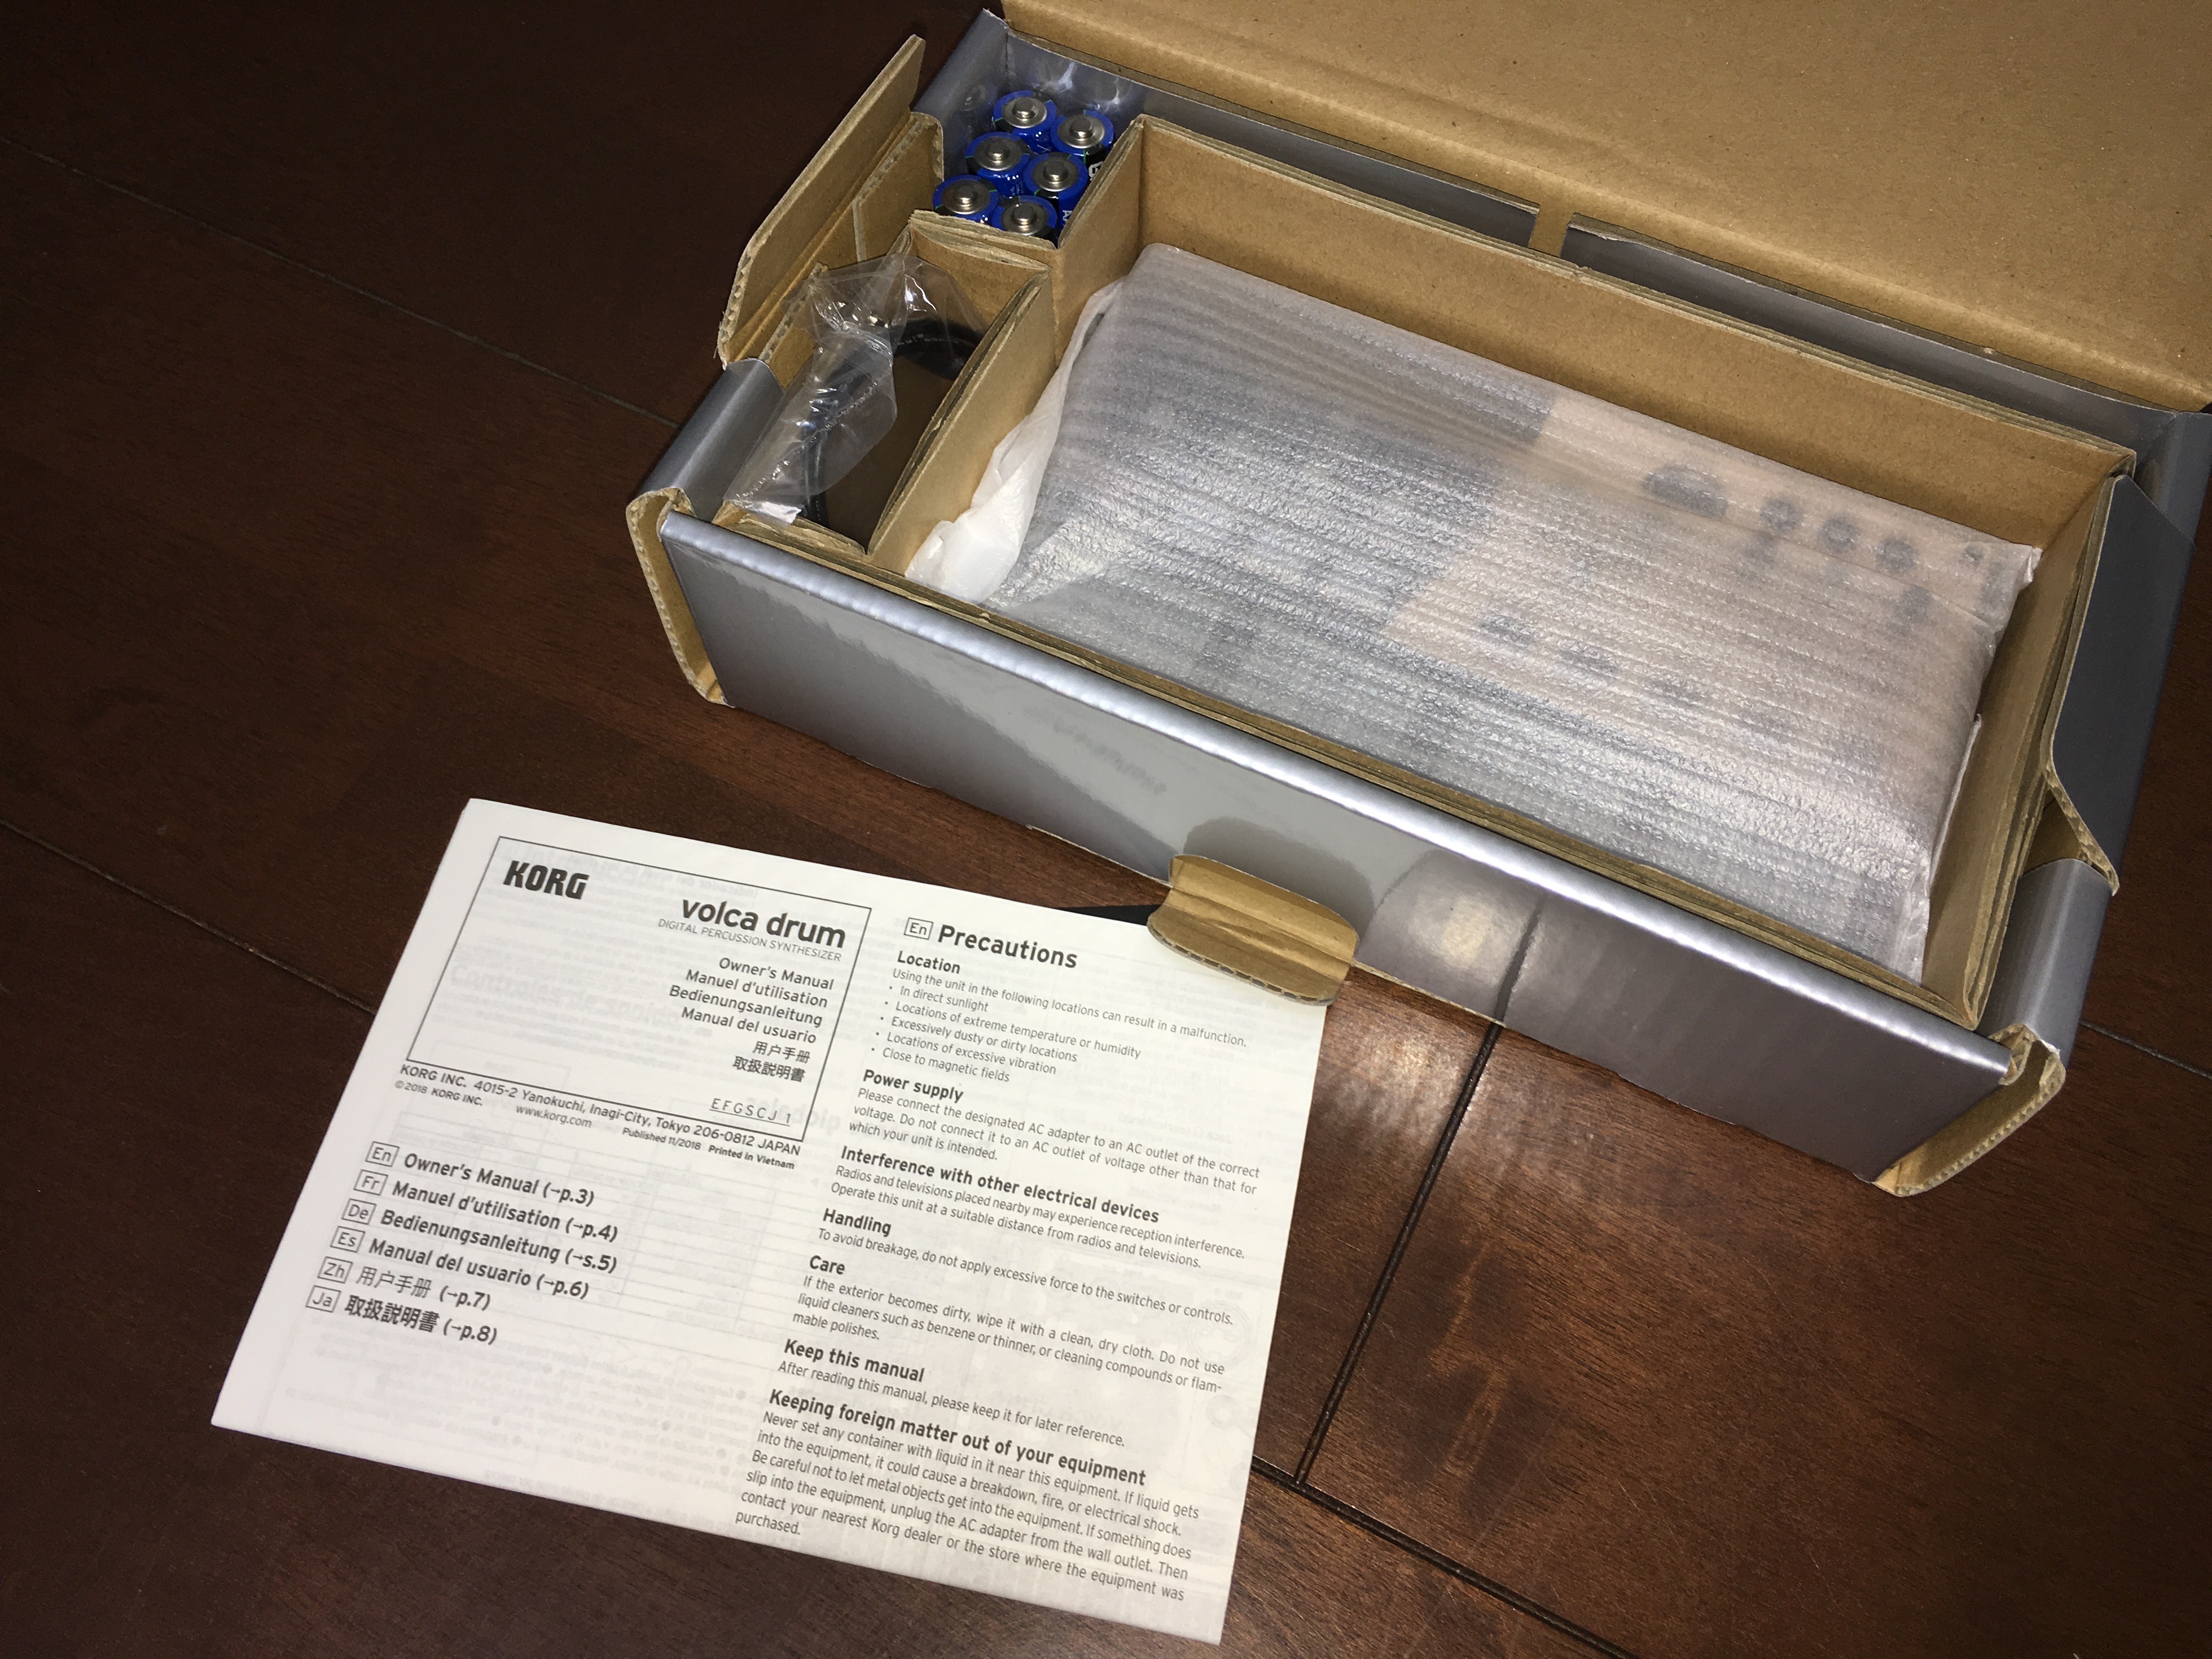 KORG
volca drum
DIGITAL PERCUSSION SYNTHESIZER
Owner's Manual
Manuel d'utilisation
Bedienungsanleitung
Manual del usuario
用户手册
取扱説明書
EFGSCJ 1
KORG INC. 4015-2 Yanokuchi, Inagi-City, Tokyo 206-0812 JAPAN
© 2018 KORG INC. www.korg.com Published 11/2018 Printed in Vietnam
En Owner's Manual (→p.3)
Fr Manuel d'utilisation (→p.4)
De Bedienungsanleitung (→s.5)
Es Manual del usuario (→p.6)
Zh 用户手册 (→p.7)
Ja 取扱説明書 (→p.8)
En Precautions
Location
Using the unit in the following locations can result in a malfunction.
• In direct sunlight
• Locations of extreme temperature or humidity
• Excessively dusty or dirty locations
• Locations of excessive vibration
• Close to magnetic fields
Power supply
Please connect the designated AC adapter to an AC outlet of the correct
voltage. Do not connect it to an AC outlet of voltage other than that for
which your unit is intended.
Interference with other electrical devices
Radios and televisions placed nearby may experience reception interference.
Operate this unit at a suitable distance from radios and televisions.
Handling
To avoid breakage, do not apply excessive force to the switches or controls.
Care
If the exterior becomes dirty, wipe it with a clean, dry cloth. Do not use
liquid cleaners such as benzene or thinner, or cleaning compounds or flam-
mable polishes.
Keep this manual
After reading this manual, please keep it for later reference.
Keeping foreign matter out of your equipment
Never set any container with liquid in it near this equipment. If liquid gets
into the equipment, it could cause a breakdown, fire, or electrical shock.
Be careful not to let metal objects get into the equipment. If something does
slip into the equipment, unplug the AC adapter from the wall outlet. Then
contact your nearest Korg dealer or the store where the equipment was
purchased.